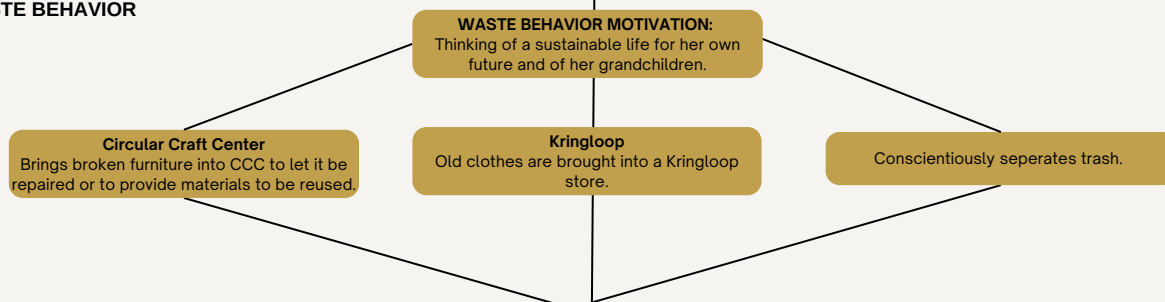 STE BEHAVIOR
WASTE BEHAVIOR MOTIVATION:
Thinking of a sustainable life for her own
future and of her grandchildren.
Circular Craft Center
Brings broken furniture into CCC to let it be
repaired or to provide materials to be reused.
Kringloop
Old clothes are brought into a Kringloop
store.
Conscientiously seperates trash.